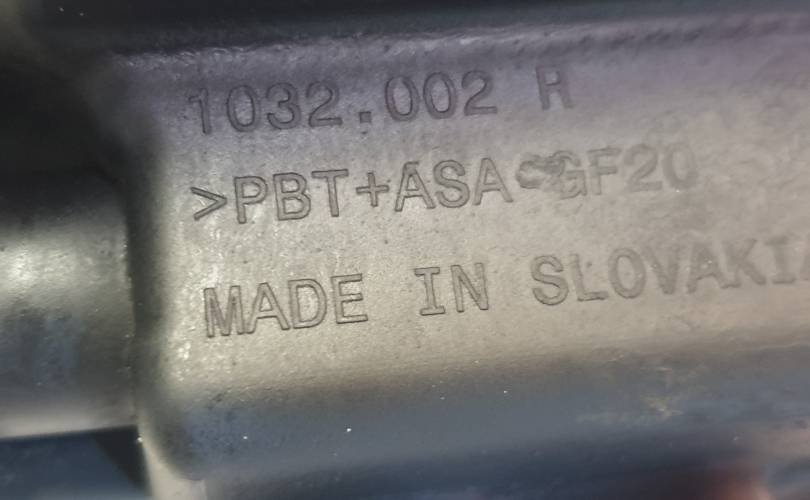 1032.002 R
>PBT+ASA-GF20
MADE IN SLOVAKIA